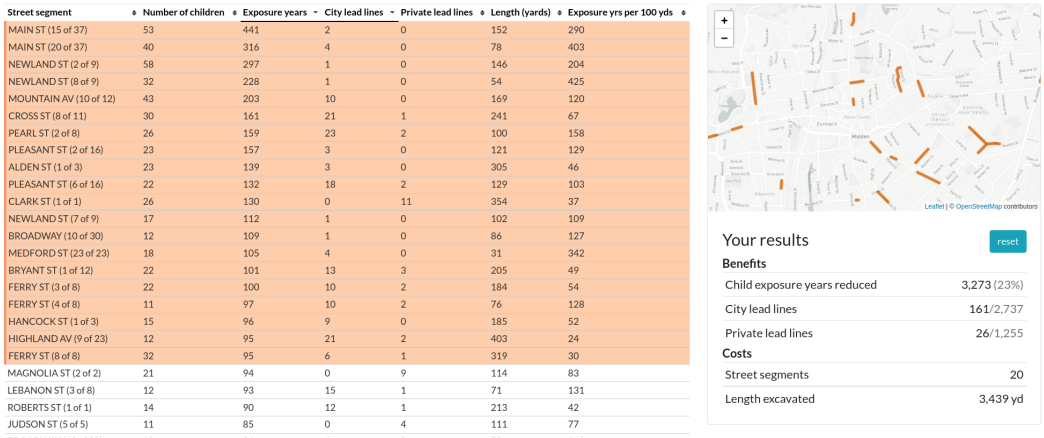 Street segment Number of children Exposure years City lead lines Private lead lines Length (yards) Exposure yrs per 100 yds
MAIN ST (15 of 37) 53 441 2 0 152 290
MAIN ST (20 of 37) 40 316 4 0 78 403
NEWLAND ST (2 of 9) 58 297 1 0 146 204
NEWLAND ST (8 of 9) 32 228 1 0 54 425
MOUNTAIN AV (10 of 12) 43 203 10 0 169 120
CROSS ST (8 of 11) 30 161 21 1 241 67
PEARL ST (2 of 8) 26 159 23 2 100 158
PLEASANT ST (2 of 16) 23 157 3 0 121 129
ALDEN ST (1 of 3) 23 139 3 0 305 46
PLEASANT ST (6 of 16) 22 132 18 2 129 103
CLARK ST (1 of 1) 26 130 0 11 354 37
NEWLAND ST (7 of 9) 17 112 1 0 102 109
BROADWAY (10 of 30) 12 109 1 0 86 127
MEDFORD ST (23 of 23) 18 105 4 0 31 342
BRYANT ST (1 of 12) 22 101 13 3 205 49
FERRY ST (3 of 8) 22 100 10 2 184 54
FERRY ST (4 of 8) 11 97 10 2 76 128
HANCOCK ST (1 of 3) 15 96 9 0 185 52
HIGHLAND AV (9 of 23) 12 95 21 2 403 24
FERRY ST (8 of 8) 32 95 6 1 319 30
MAGNOLIA ST (2 of 2) 21 94 0 9 114 83
LEBANON ST (3 of 8) 12 93 15 1 71 131
ROBERTS ST (1 of 1) 14 90 12 1 213 42
JUDSON ST (5 of 5) 11 85 0 4 111 77
+
−
Malden
Leaflet | © OpenStreetMap contributors
Your results
reset
Benefits
Child exposure years reduced 3,273 (23%)
City lead lines 161/2,737
Private lead lines 26/1,255
Costs
Street segments 20
Length excavated 3,439 yd